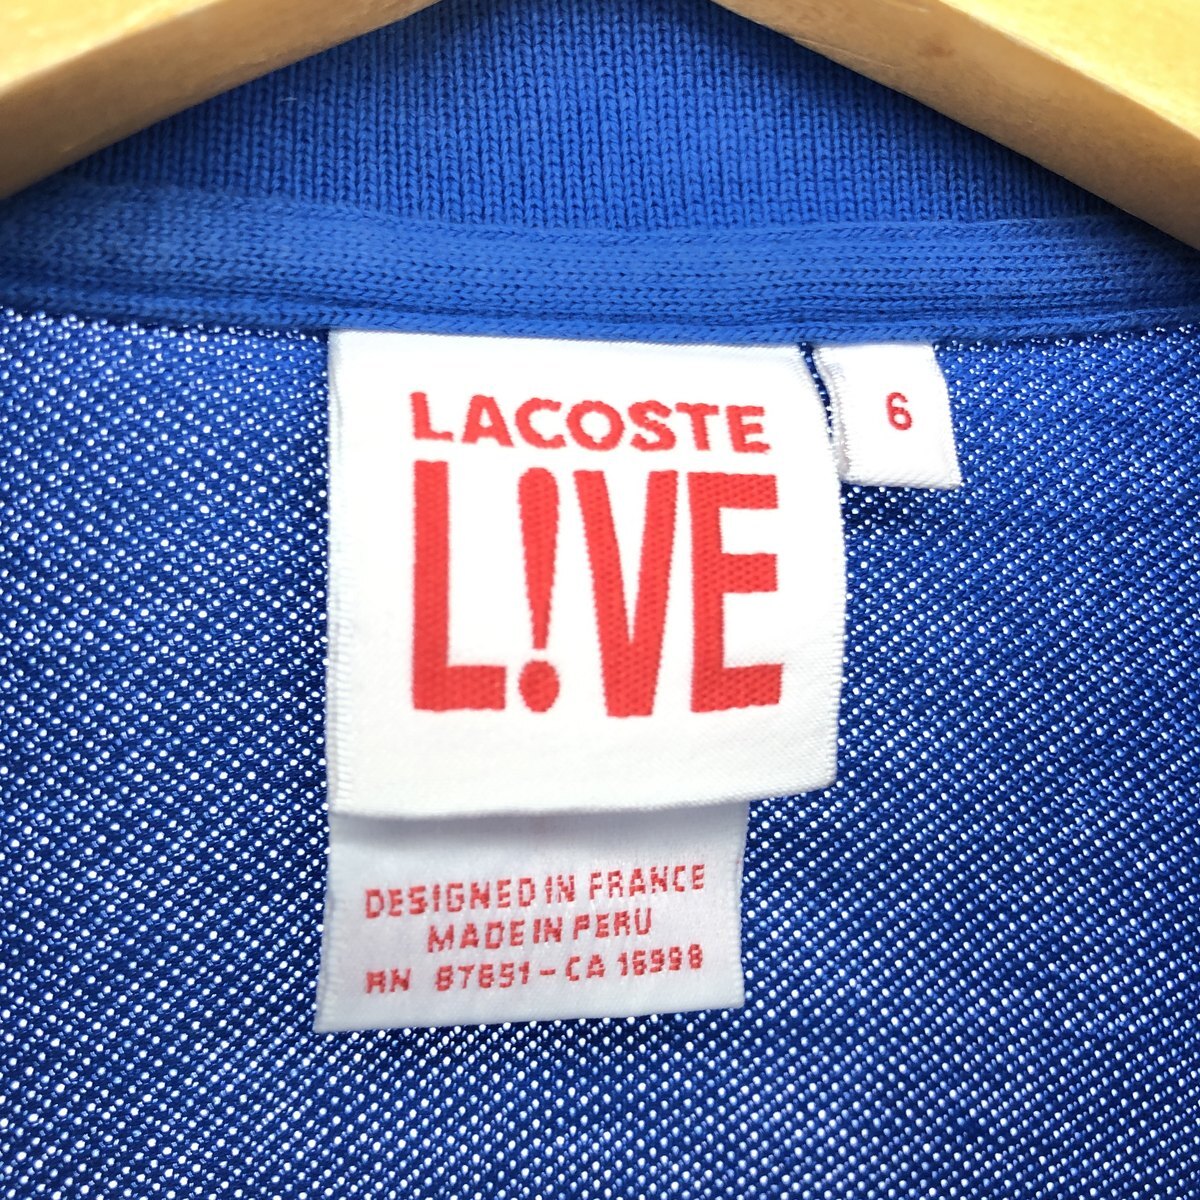 LACOSTE
L!VE
6
DESIGNED IN FRANCE
MADE IN PERU
RN 87651-CA 16998